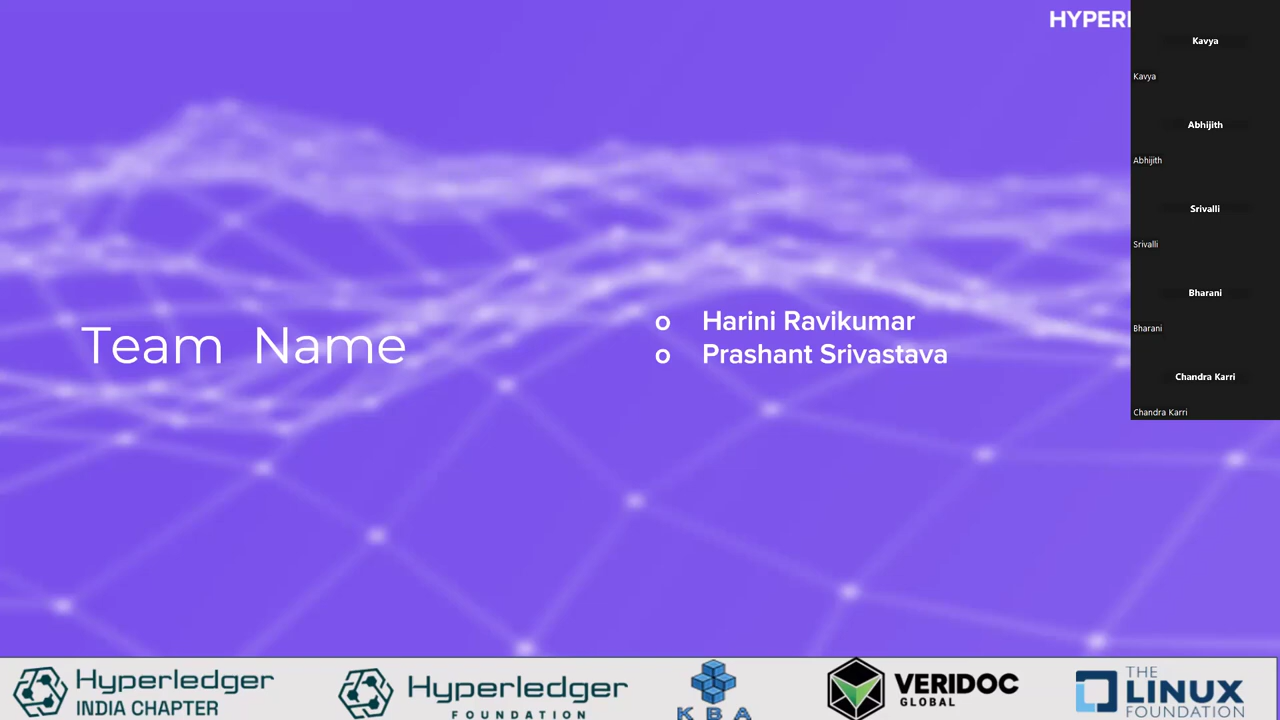 HYPERL
Kavya
Kavya
Abhijith
Abhijith
Srivalli
Srivalli
Bharani
Bharani
Chandra Karri
Chandra Karri
Team Name
o Harini Ravikumar
o Prashant Srivastava
Hyperledger
INDIA CHAPTER
Hyperledger
FOUNDATION
KBA
VERIDOC
GLOBAL
THE
LINUX
FOUNDATION